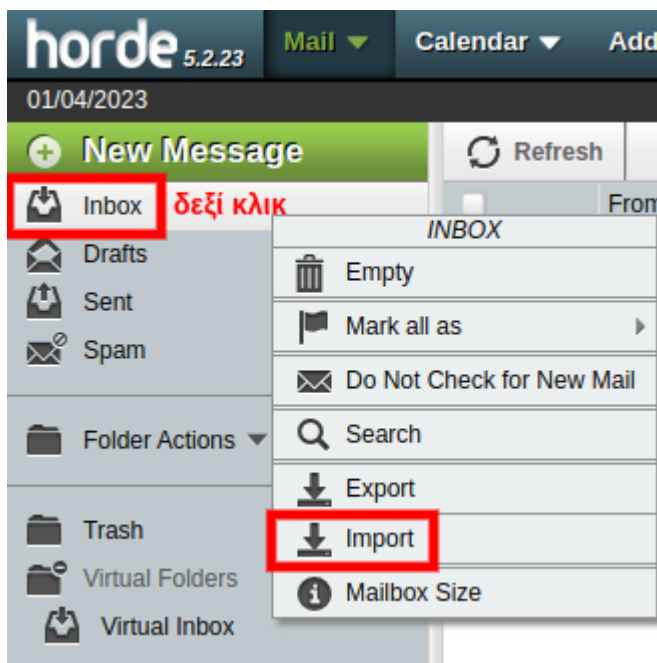 horde 5.2.23 Mail Calendar Add
01/04/2023
New Message Refresh
Inbox δεξί κλικ From
INBOX
Drafts
Empty
Sent
Mark all as
Spam
Do Not Check for New Mail
Search
Folder Actions
Export
Trash
Import
Virtual Folders
Mailbox Size
Virtual Inbox